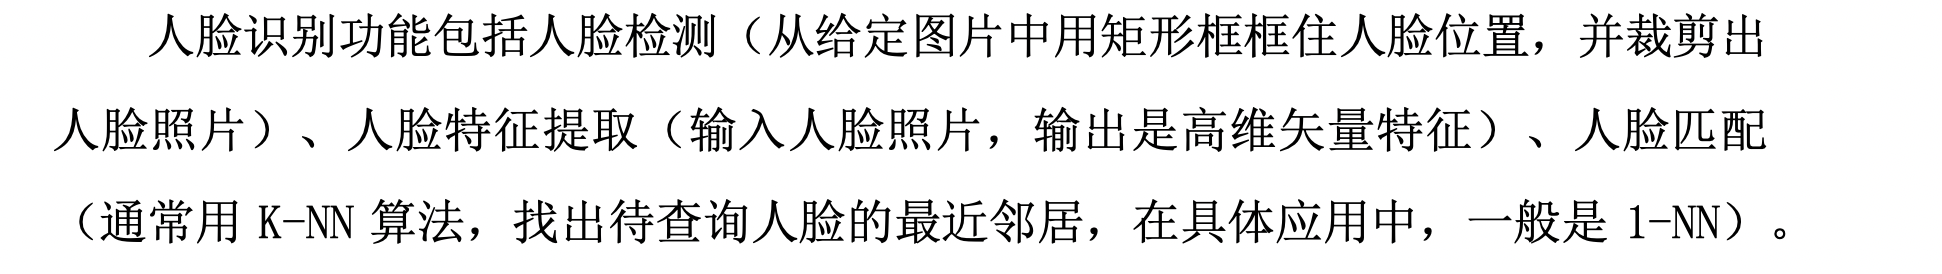 人脸识别功能包括人脸检测（从给定图片中用矩形框框住人脸位置，并裁剪出
人脸照片）、人脸特征提取（输入人脸照片，输出是高维矢量特征）、人脸匹配
（通常用 K-NN 算法，找出待查询人脸的最近邻居，在具体应用中，一般是 1-NN）。